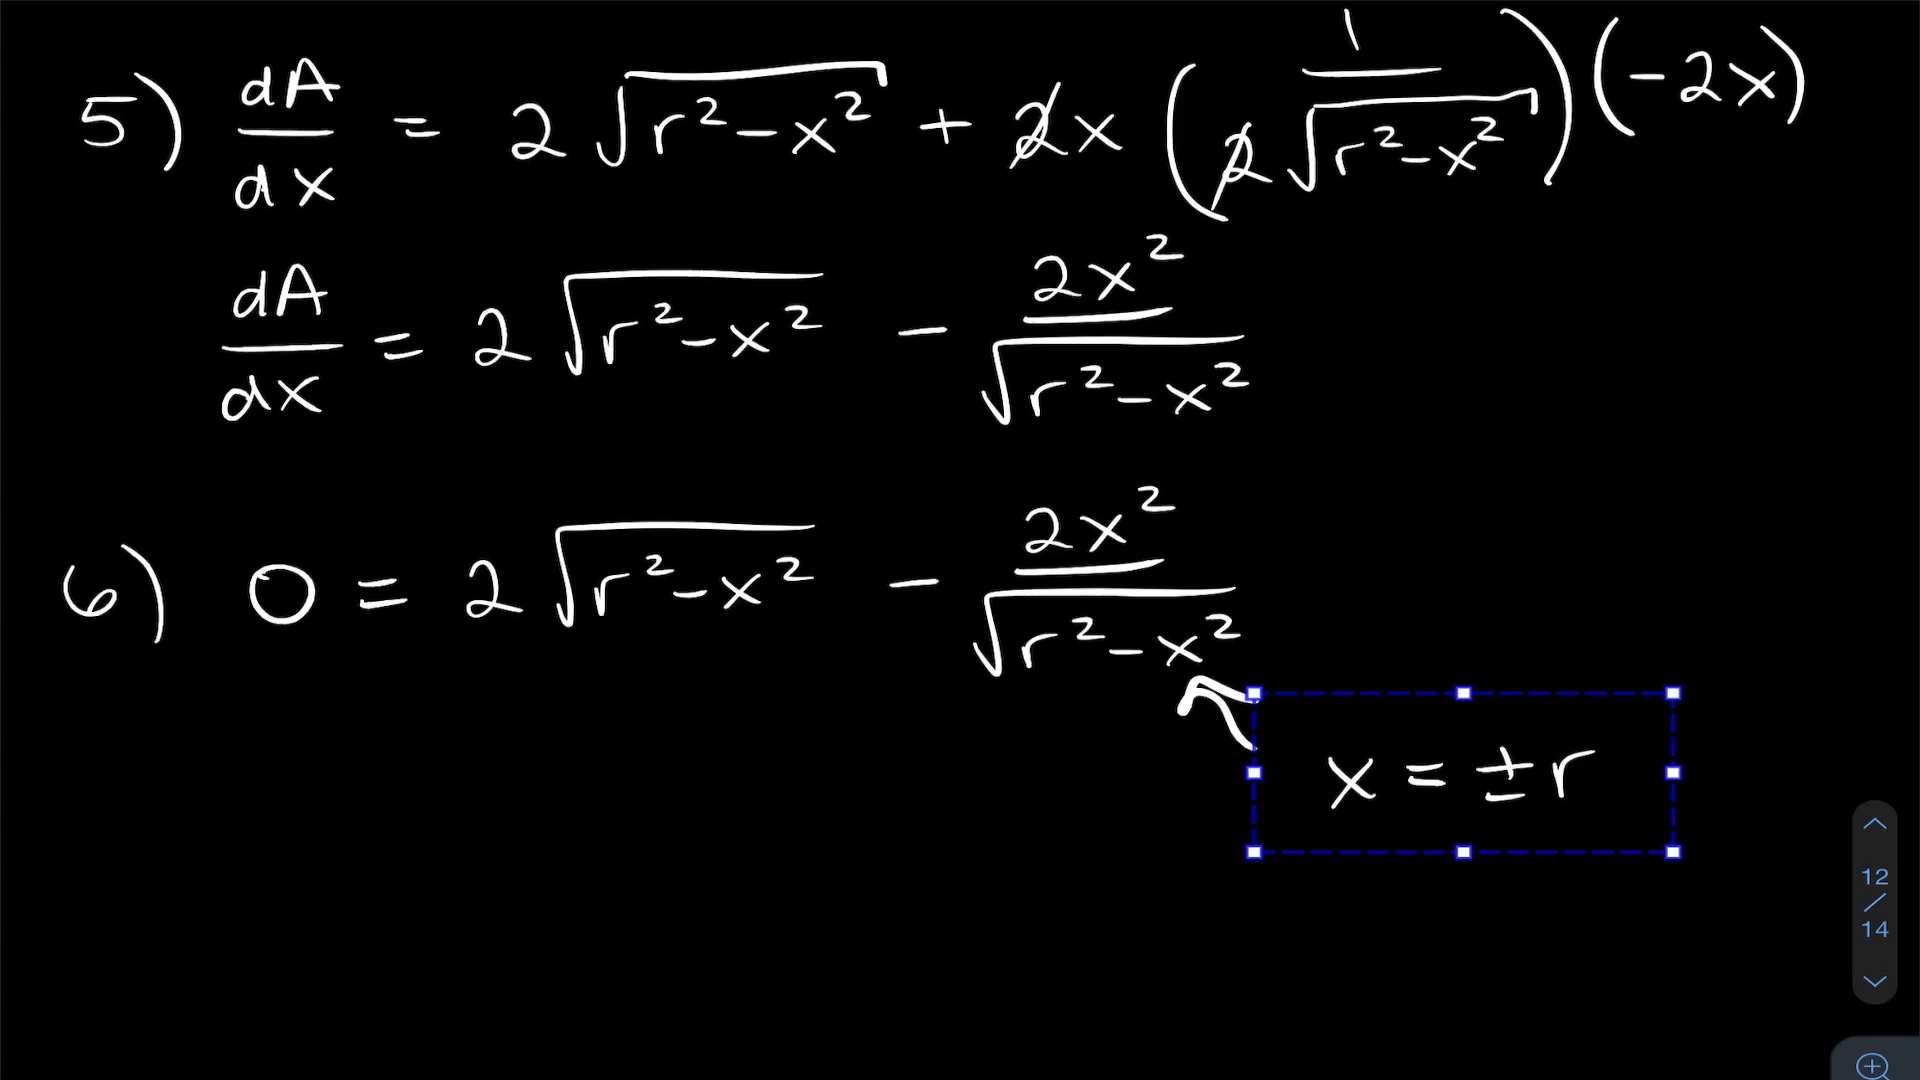 5) dA/dx = 2√(r²-x²) + 2x (1/(2√(r²-x²))) (-2x)
dA/dx = 2√(r²-x²) - 2x²/√(r²-x²)
6) 0 = 2√(r²-x²) - 2x²/√(r²-x²)
x = ±r
12
/
14